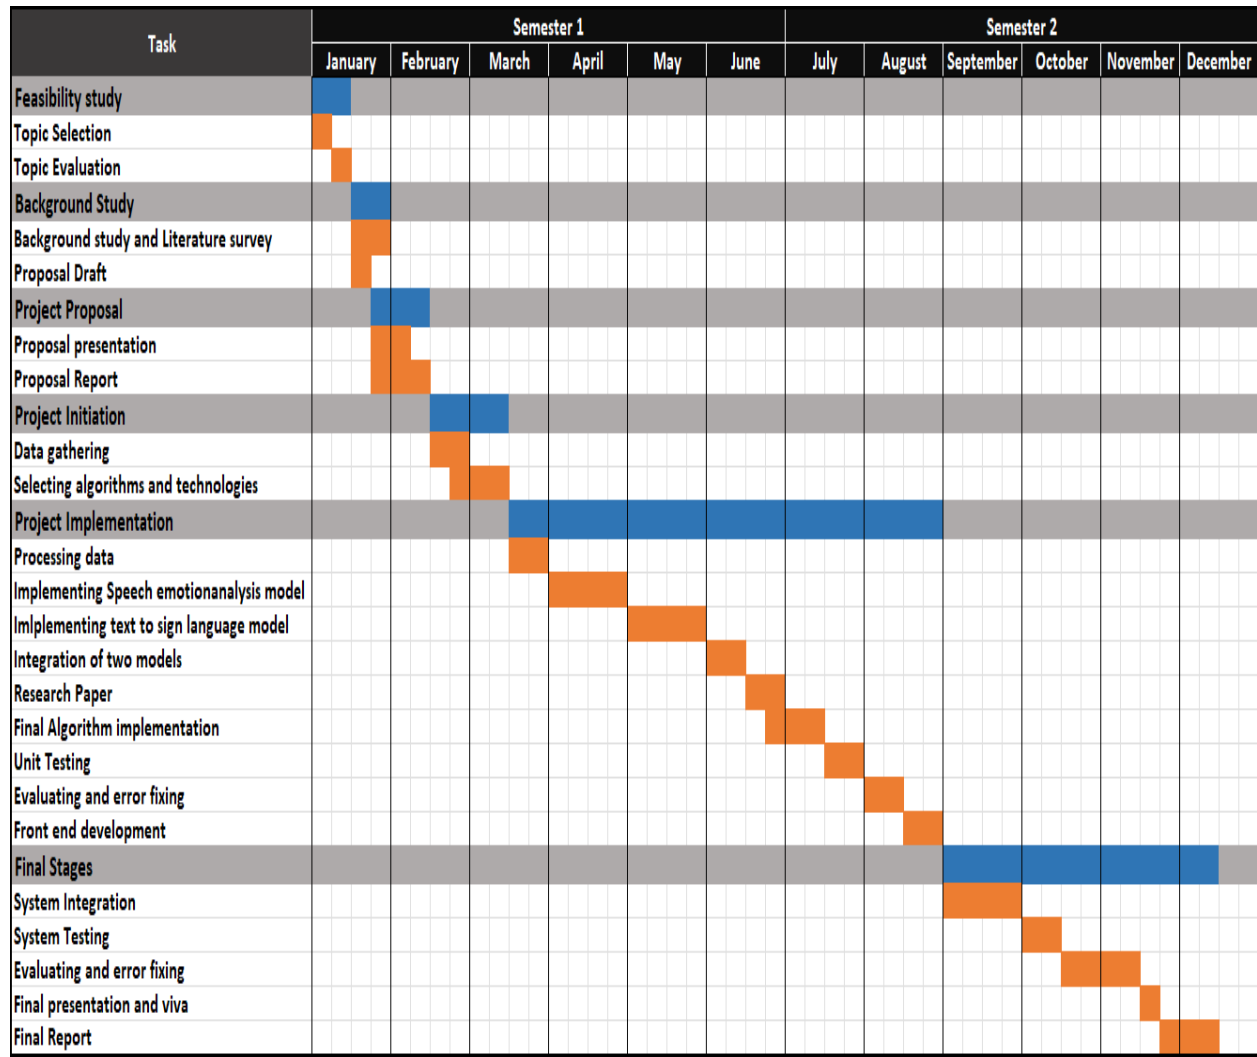 Task
Semester 1
Semester 2
January February March April May June July August September October November December
Feasibility study
Topic Selection
Topic Evaluation
Background Study
Background study and Literature survey
Proposal Draft
Project Proposal
Proposal presentation
Proposal Report
Project Initiation
Data gathering
Selecting algorithms and technologies
Project Implementation
Processing data
Implementing Speech emotionanalysis model
Imlplementing text to sign language model
Integration of two models
Research Paper
Final Algorithm implementation
Unit Testing
Evaluating and error fixing
Front end development
Final Stages
System Integration
System Testing
Evaluating and error fixing
Final presentation and viva
Final Report